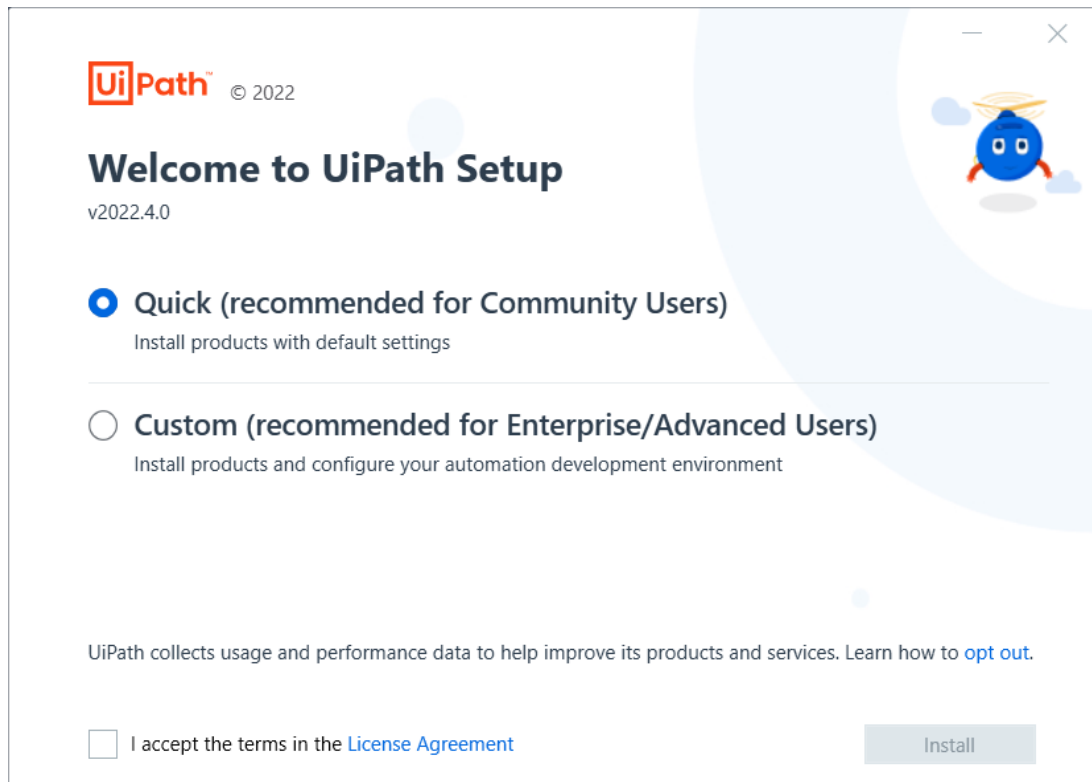 UiPath™ © 2022
Welcome to UiPath Setup
v2022.4.0
Quick (recommended for Community Users)
Install products with default settings
Custom (recommended for Enterprise/Advanced Users)
Install products and configure your automation development environment
UiPath collects usage and performance data to help improve its products and services. Learn how to opt out.
I accept the terms in the License Agreement
Install